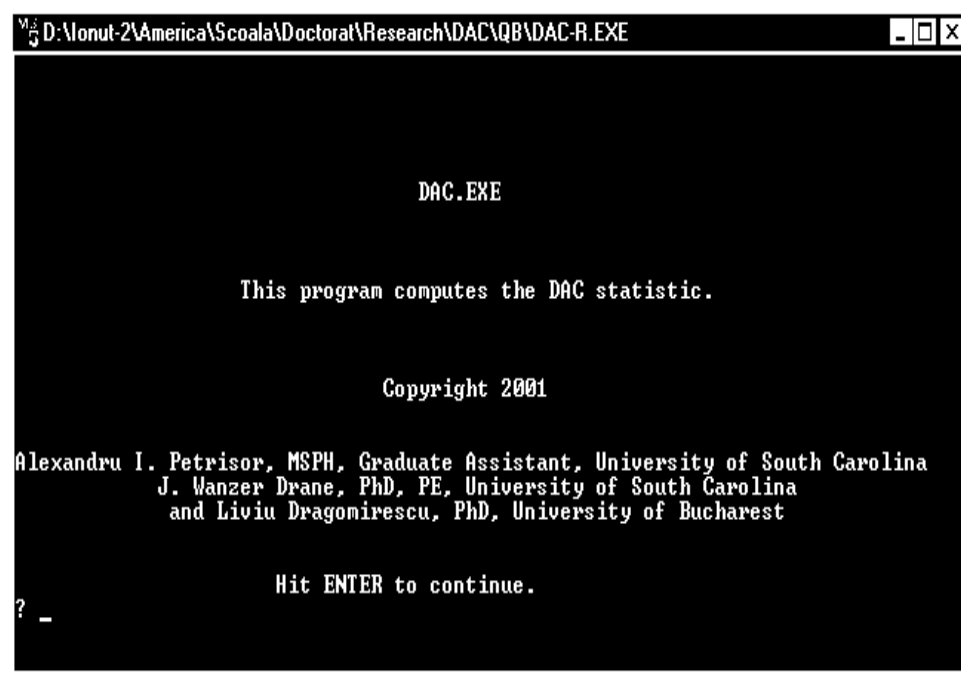 D:\Ionut-2\America\Scoala\Doctorat\Research\DAC\QB\DAC-R.EXE
DAC.EXE
This program computes the DAC statistic.
Copyright 2001
Alexandru I. Petrisor, MSPH, Graduate Assistant, University of South Carolina
J. Wanzer Drane, PhD, PE, University of South Carolina
and Liviu Dragomirescu, PhD, University of Bucharest
Hit ENTER to continue.
? _